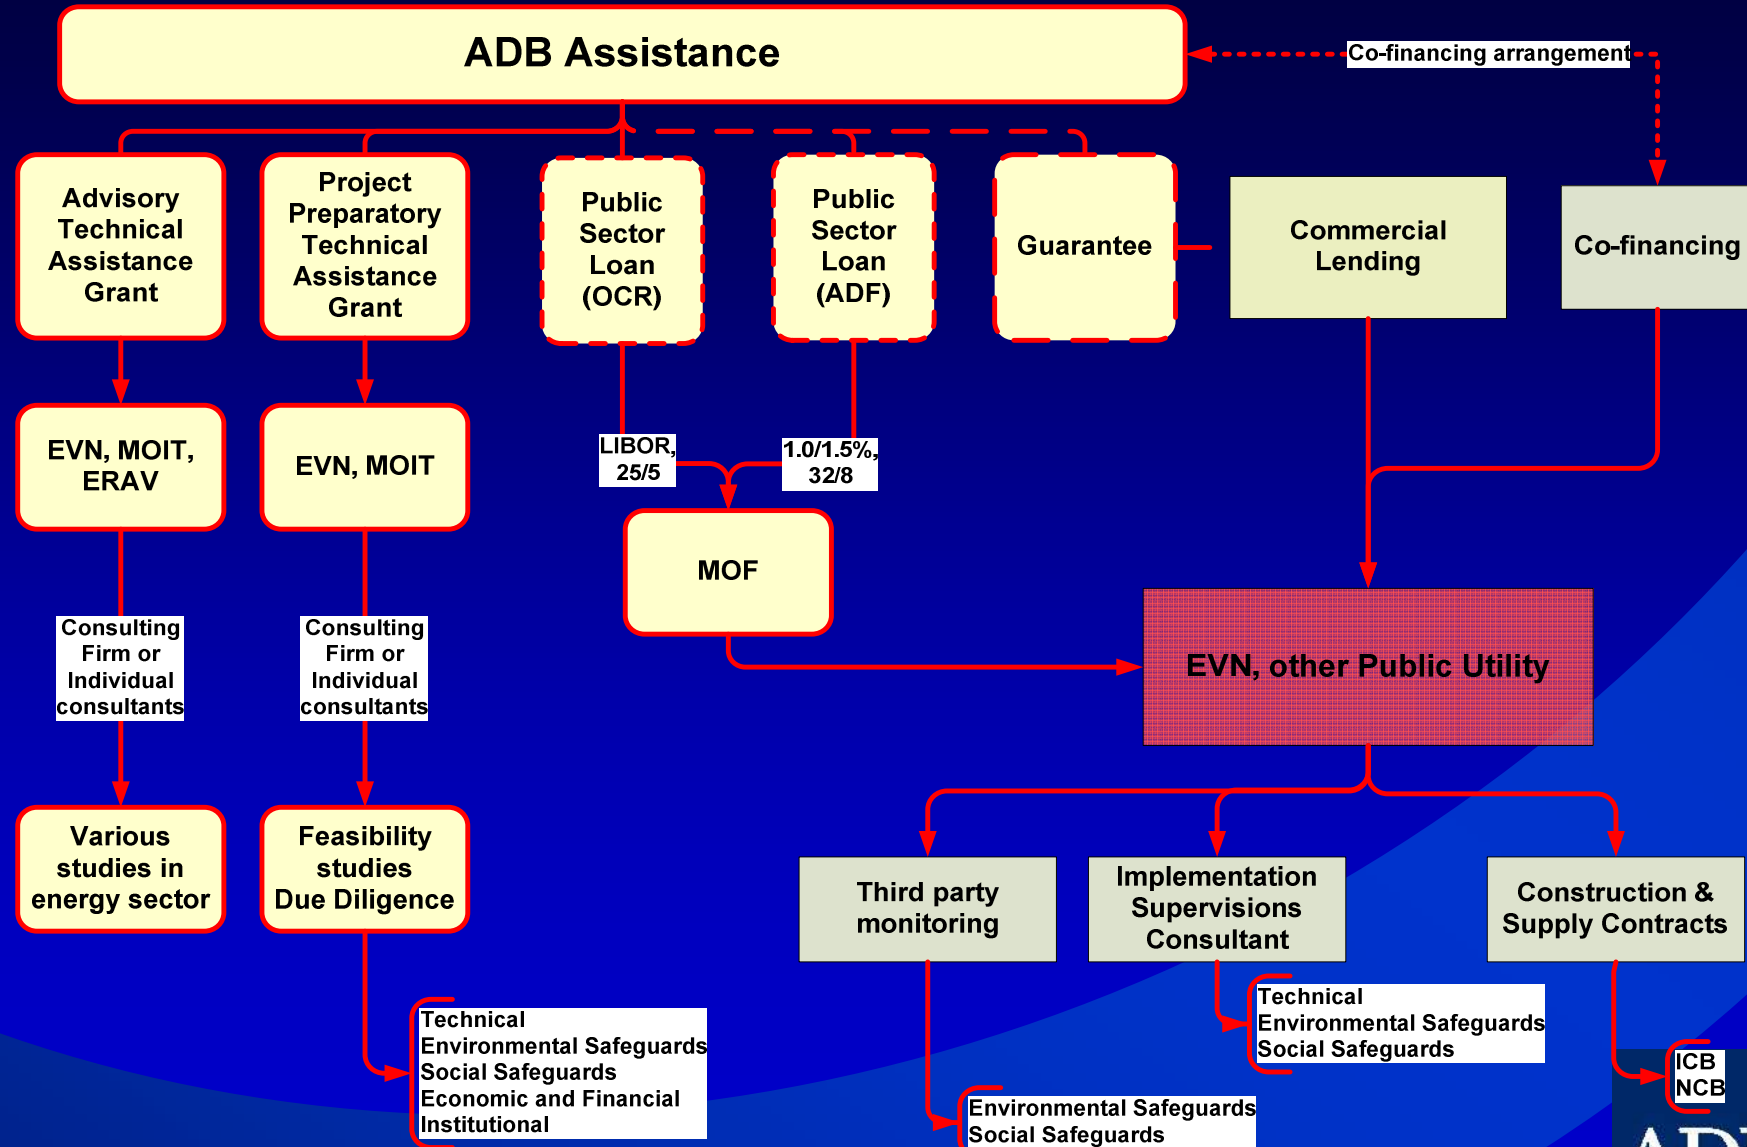 ADB Assistance
Co-financing arrangement
Advisory
Technical
Assistance
Grant
Project
Preparatory
Technical
Assistance
Grant
Public
Sector
Loan
(OCR)
Public
Sector
Loan
(ADF)
Guarantee
Commercial
Lending
Co-financing
EVN, MOIT,
ERAV
EVN, MOIT
LIBOR,
25/5
1.0/1.5%,
32/8
MOF
Consulting
Firm or
Individual
consultants
Consulting
Firm or
Individual
consultants
EVN, other Public Utility
Various
studies in
energy sector
Feasibility
studies
Due Diligence
Third party
monitoring
Implementation
Supervisions
Consultant
Construction &
Supply Contracts
Technical
Environmental Safeguards
Social Safeguards
Economic and Financial
Institutional
Environmental Safeguards
Social Safeguards
Technical
Environmental Safeguards
Social Safeguards
ICB
NCB